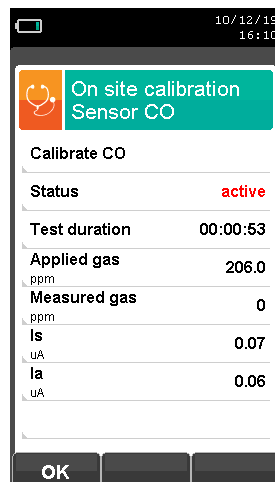 10/12/19
16:10
On site calibration
Sensor CO
Calibrate CO
Status active
Test duration 00:00:53
Applied gas 206.0
ppm
Measured gas 0
ppm
Is 0.07
uA
Ia 0.06
uA
OK